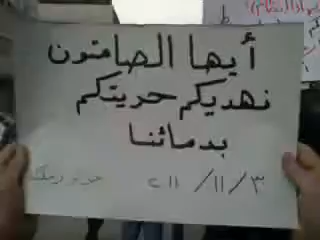 أيها الصامتون
نهديكم حريتكم
بدمائنا
٢٠١١/١١/٣